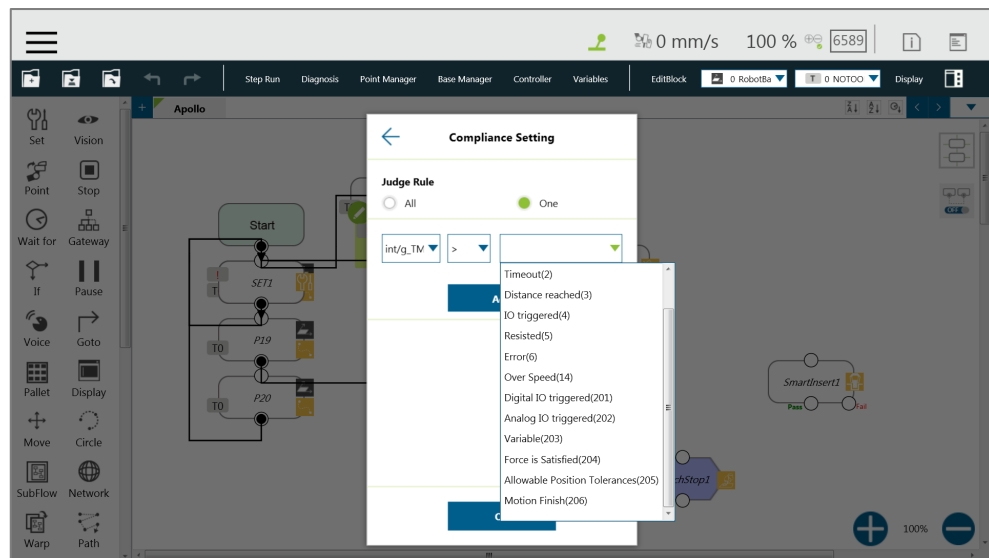 0 mm/s 100 % 6589
Step Run Diagnosis Point Manager Base Manager Controller Variables EditBlock 0 RobotBa T 0 NOTOO Display
+ Apollo
Set Vision
Point Stop
Wait for Gateway
If Pause
Voice Goto
Pallet Display
Move Circle
SubFlow Network
Warp Path
Start
T SET1
T0 P19
T0 P20
Compliance Setting
Judge Rule
All One
int/g_TM >
Timeout(2)
Distance reached(3)
IO triggered(4)
Resisted(5)
Error(6)
Over Speed(14)
Digital IO triggered(201)
Analog IO triggered(202)
Variable(203)
Force is Satisfied(204)
Allowable Position Tolerances(205)
Motion Finish(206)
OFF
SmartInsert1
Pass Fail
chStop1
100%